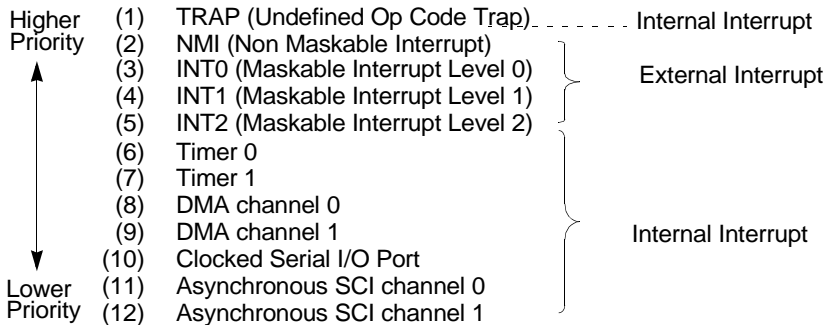 Higher Priority
(1) TRAP (Undefined Op Code Trap) Internal Interrupt
(2) NMI (Non Maskable Interrupt)
(3) INT0 (Maskable Interrupt Level 0) External Interrupt
(4) INT1 (Maskable Interrupt Level 1)
(5) INT2 (Maskable Interrupt Level 2)
(6) Timer 0
(7) Timer 1
(8) DMA channel 0
(9) DMA channel 1 Internal Interrupt
(10) Clocked Serial I/O Port
(11) Asynchronous SCI channel 0
(12) Asynchronous SCI channel 1
Lower Priority